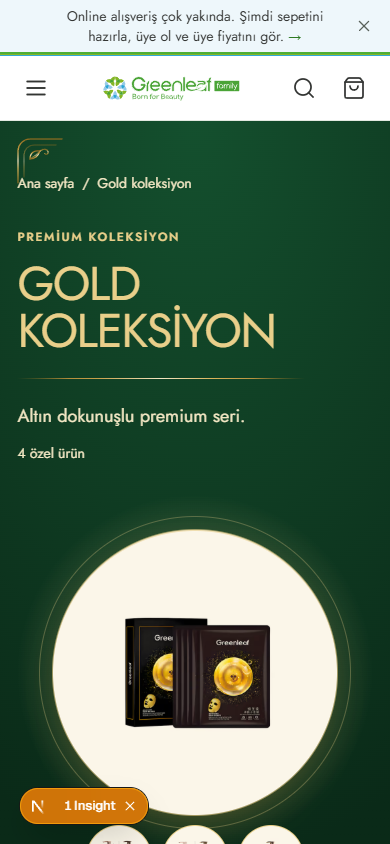 Online alışveriş çok yakında. Şimdi sepetini
hazırla, üye ol ve üye fiyatını gör. →
Greenleaf family
Born for Beauty
Ana sayfa / Gold koleksiyon
PREMİUM KOLEKSİYON
GOLD
KOLEKSİYON
Altın dokunuşlu premium seri.
4 özel ürün
Greenleaf
N 1 Insight